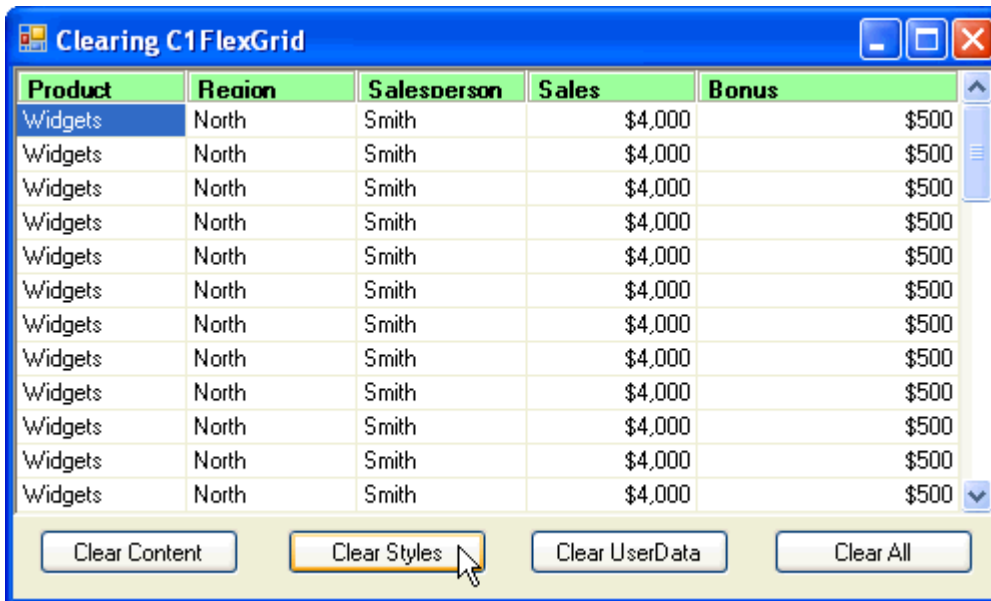 Clearing C1FlexGrid
Product Region Salesperson Sales Bonus
Widgets North Smith $4,000 $500
Widgets North Smith $4,000 $500
Widgets North Smith $4,000 $500
Widgets North Smith $4,000 $500
Widgets North Smith $4,000 $500
Widgets North Smith $4,000 $500
Widgets North Smith $4,000 $500
Widgets North Smith $4,000 $500
Widgets North Smith $4,000 $500
Widgets North Smith $4,000 $500
Widgets North Smith $4,000 $500
Widgets North Smith $4,000 $500
Clear Content Clear Styles Clear UserData Clear All